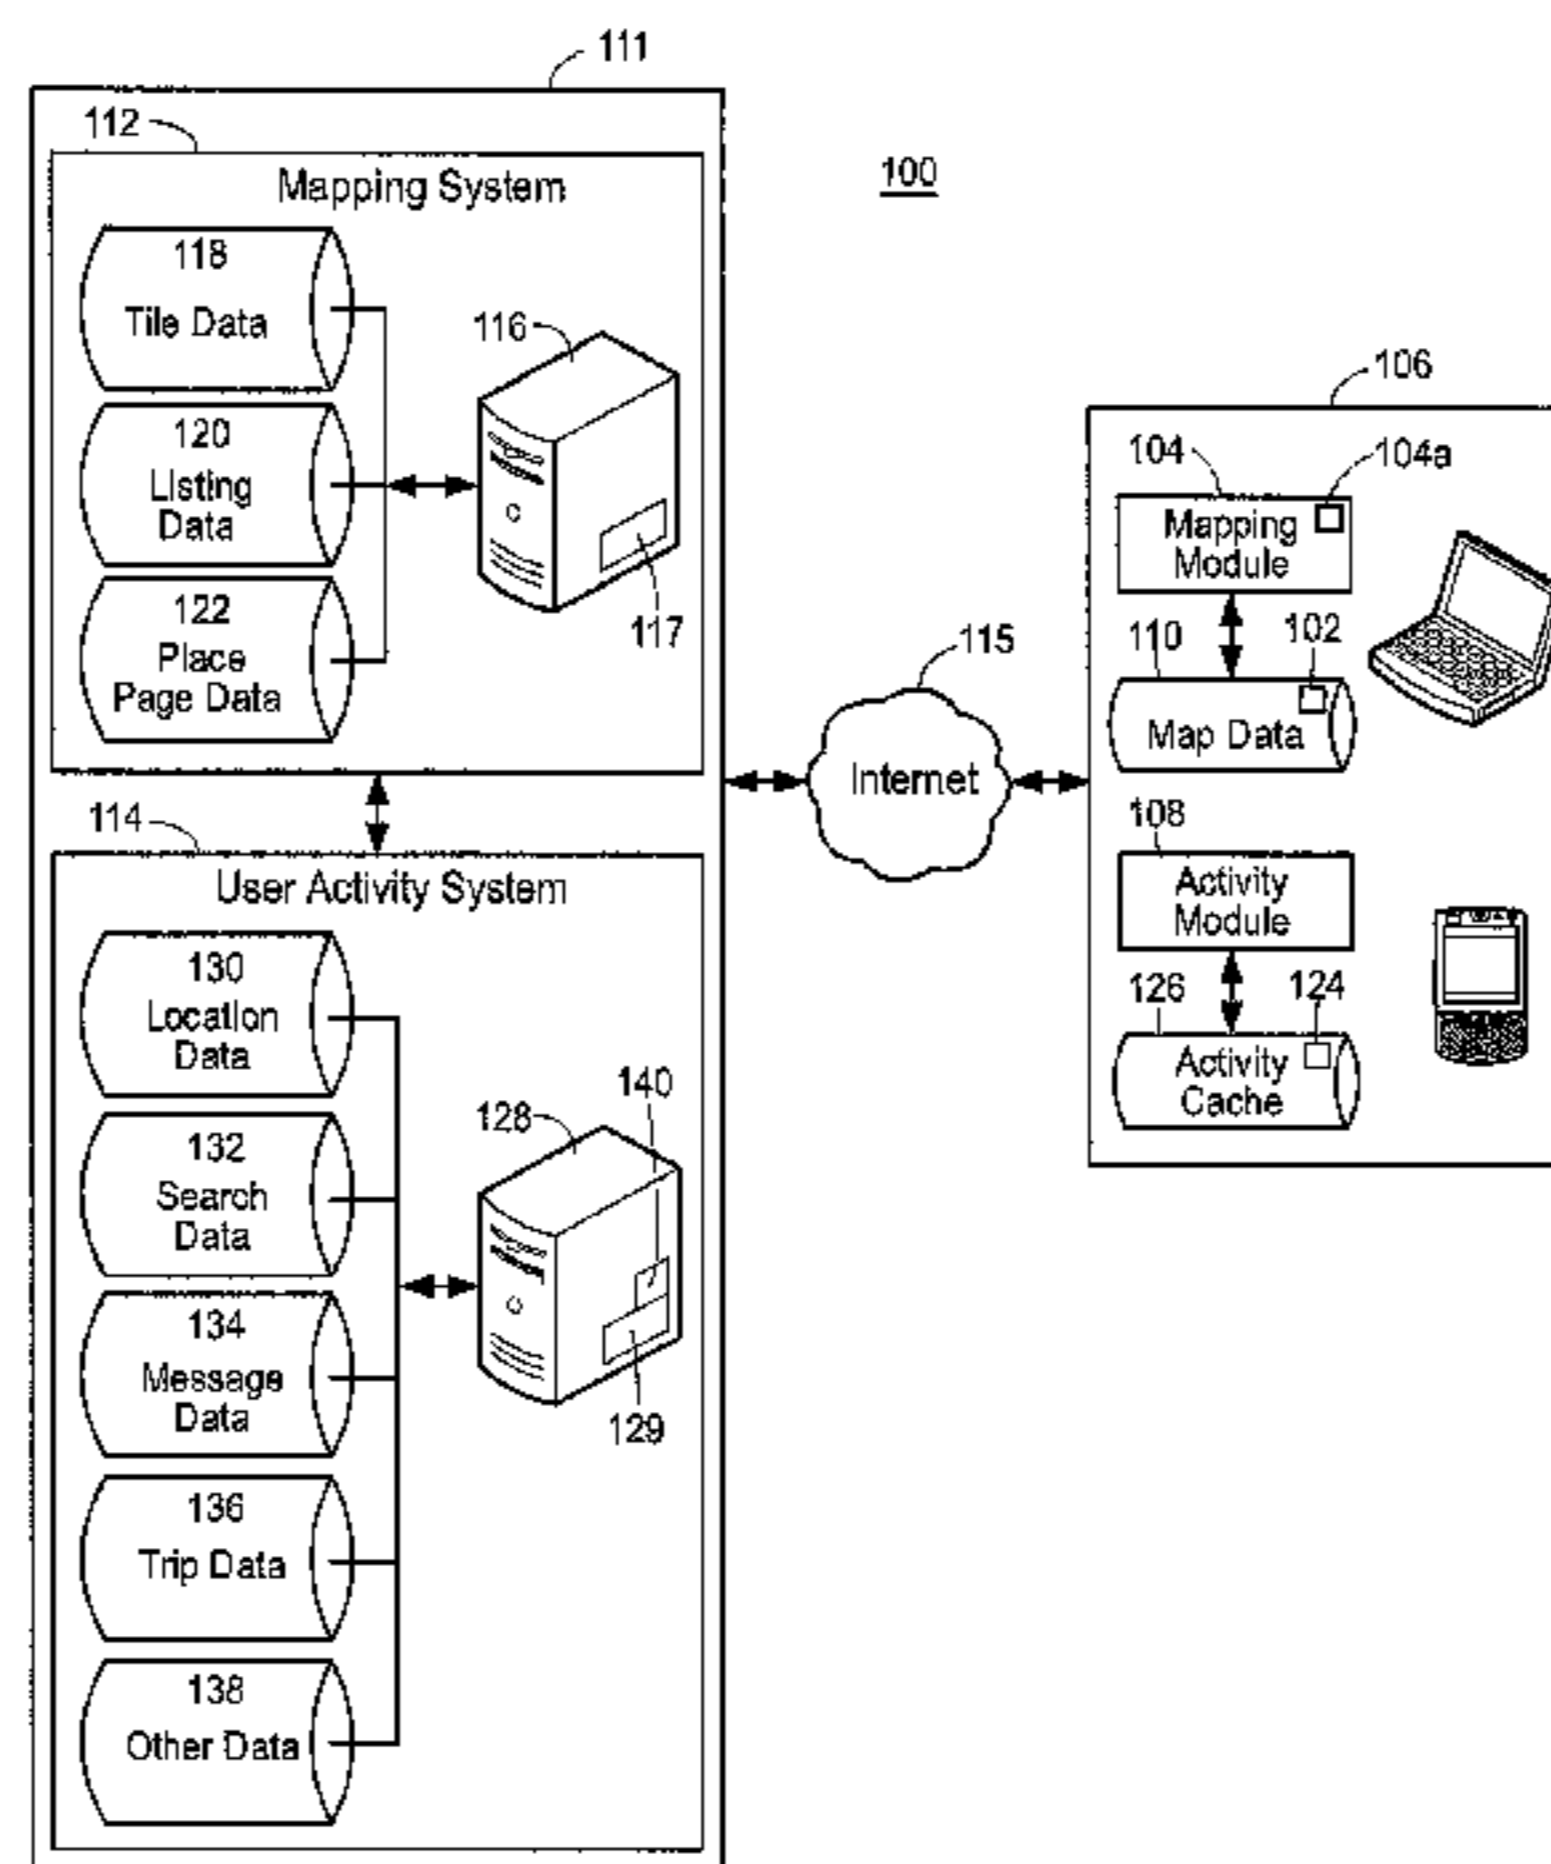 111
112
Mapping System
100
118
Tile Data
116
120
Listing
Data
117
122
Place
Page Data
106
104
104a
Mapping
Module
110
102
Map Data
115
Internet
108
Activity
Module
126
124
Activity
Cache
114
User Activity System
130
Location
Data
140
128
132
Search
Data
134
Message
Data
129
136
Trip Data
138
Other Data